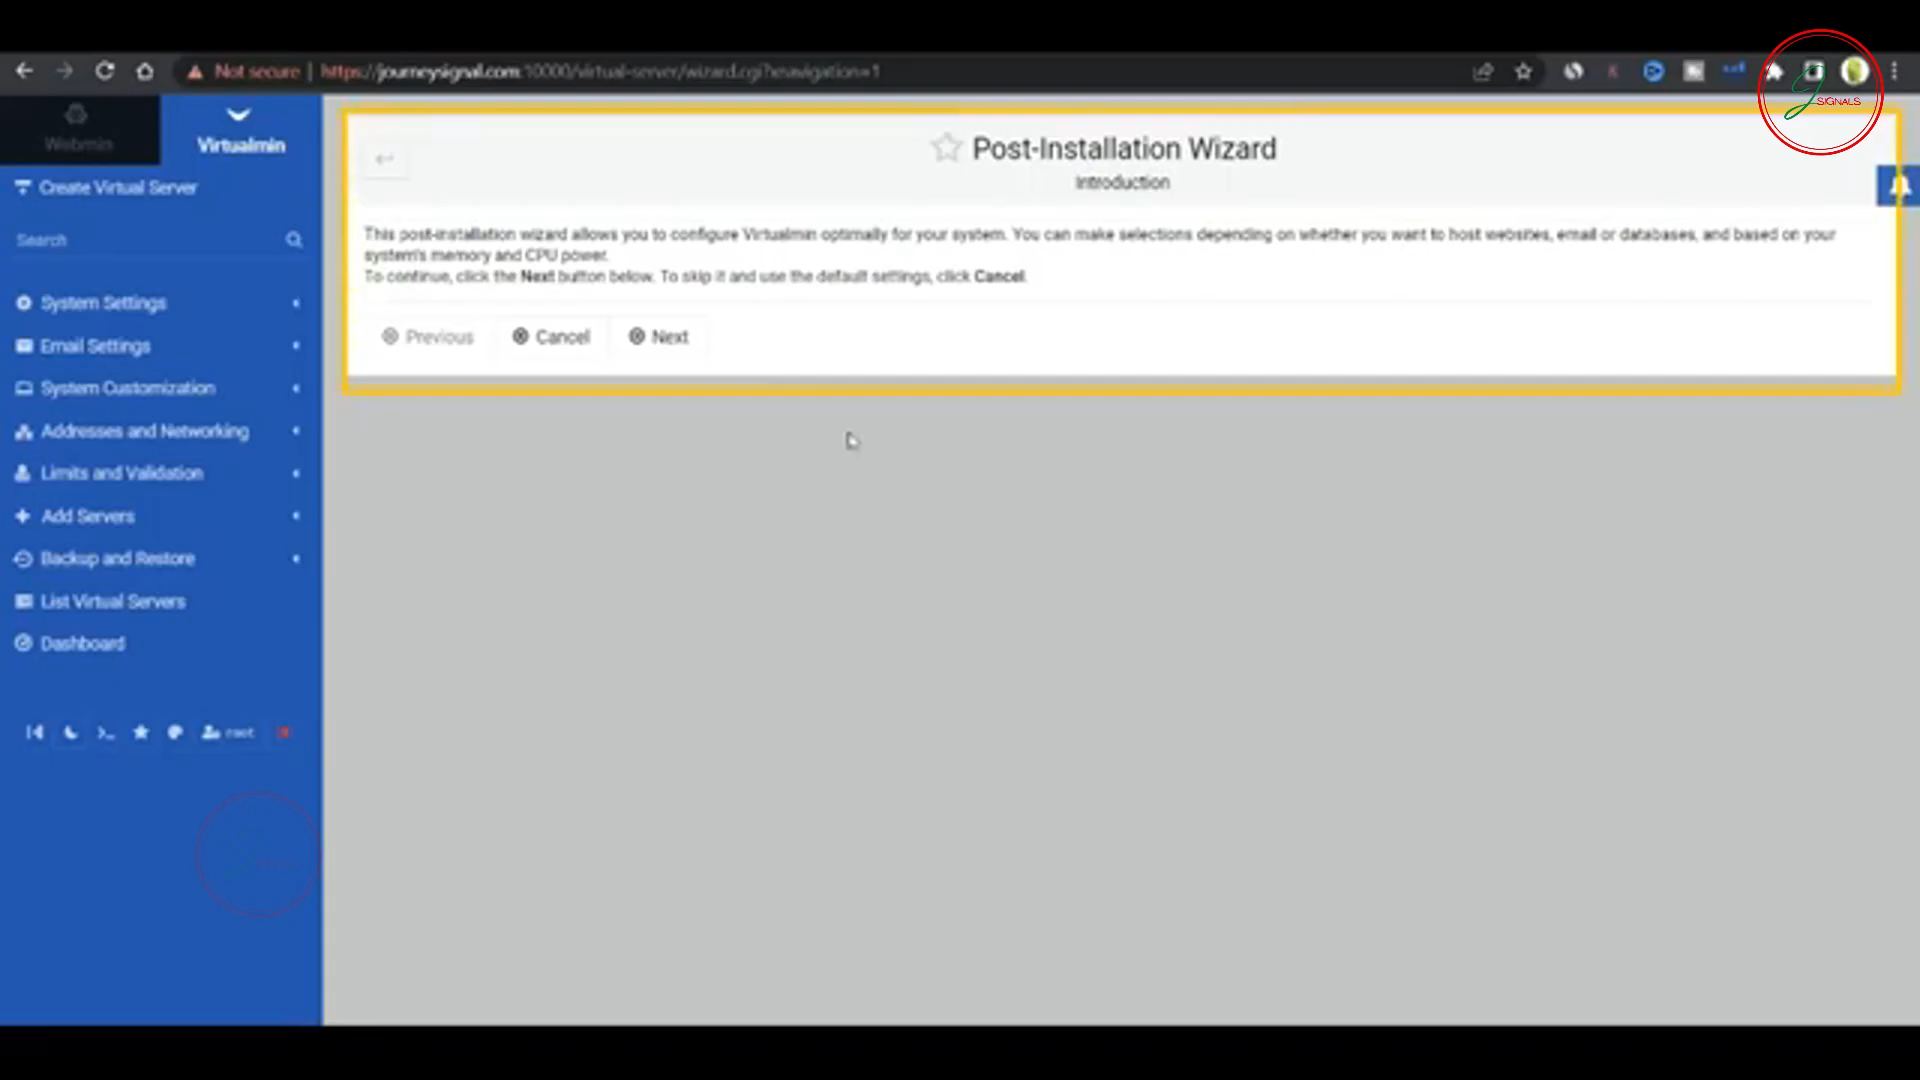 Not secure | https://journeysignal.com:10000/virtual-server/wizard.cgi?xnavigation=1
SIGNALS
Webmin
Virtualmin
Create Virtual Server
Search
System Settings
Email Settings
System Customization
Addresses and Networking
Limits and Validation
Add Servers
Backup and Restore
List Virtual Servers
Dashboard
root
Post-Installation Wizard
Introduction
This post-installation wizard allows you to configure Virtualmin optimally for your system. You can make selections depending on whether you want to host websites, email or databases, and based on your
system's memory and CPU power.
To continue, click the Next button below. To skip it and use the default settings, click Cancel.
Previous
Cancel
Next